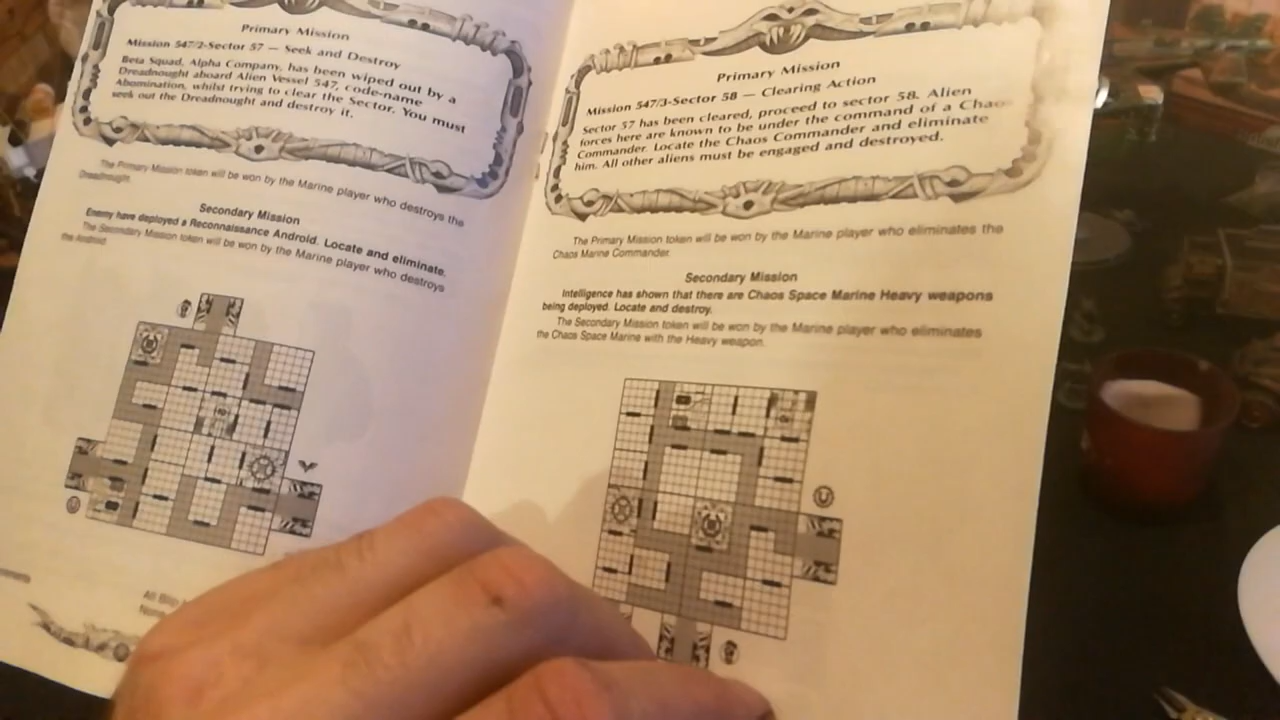 Primary Mission
Mission 547/2-Sector 57 — Seek and Destroy
Beta Squad, Alpha Company, has been wiped out by a
Dreadnought aboard Alien Vessel 547, code-name
Abomination, whilst trying to clear the Sector. You must
seek out the Dreadnought and destroy it.
The Primary Mission token will be won by the Marine player who destroys the
Dreadnought.
Secondary Mission
Enemy have deployed a Reconnaissance Android. Locate and eliminate.
The Secondary Mission token will be won by the Marine player who destroys
the Android.
All Blip
None
Primary Mission
Mission 547/3-Sector 58 — Clearing Action
Sector 57 has been cleared, proceed to sector 58. Alien
forces here are known to be under the command of a Chaos
Commander. Locate the Chaos Commander and eliminate
him. All other aliens must be engaged and destroyed.
The Primary Mission token will be won by the Marine player who eliminates the
Chaos Marine Commander.
Secondary Mission
Intelligence has shown that there are Chaos Space Marine Heavy weapons
being deployed. Locate and destroy.
The Secondary Mission token will be won by the Marine player who eliminates
the Chaos Space Marine with the Heavy weapon.